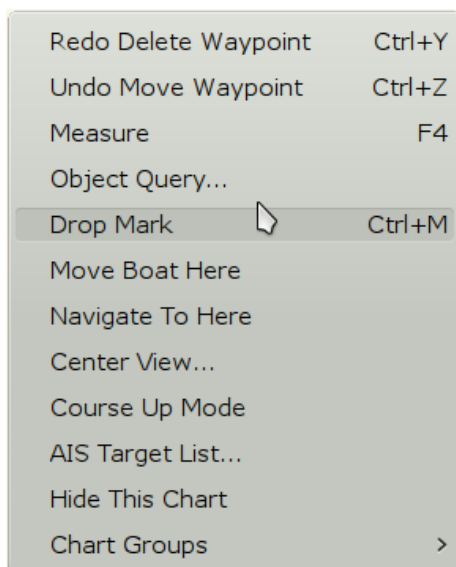 Redo Delete Waypoint Ctrl+Y
Undo Move Waypoint Ctrl+Z
Measure F4
Object Query...
Drop Mark Ctrl+M
Move Boat Here
Navigate To Here
Center View...
Course Up Mode
AIS Target List...
Hide This Chart
Chart Groups >